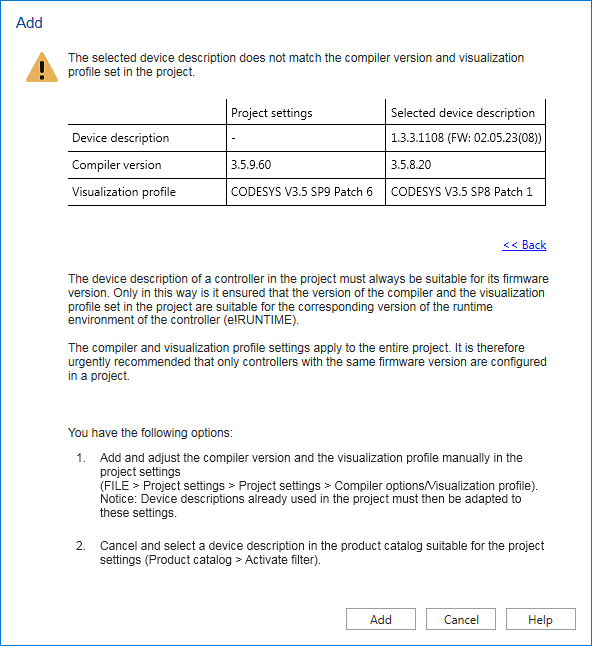 Add
The selected device description does not match the compiler version and visualization
profile set in the project.
Project settings Selected device description
Device description - 1.3.3.1108 (FW: 02.05.23(08))
Compiler version 3.5.9.60 3.5.8.20
Visualization profile CODESYS V3.5 SP9 Patch 6 CODESYS V3.5 SP8 Patch 1
<< Back
The device description of a controller in the project must always be suitable for its firmware
version. Only in this way is it ensured that the version of the compiler and the visualization
profile set in the project are suitable for the corresponding version of the runtime
environment of the controller (e!RUNTIME).
The compiler and visualization profile settings apply to the entire project. It is therefore
urgently recommended that only controllers with the same firmware version are configured
in a project.
You have the following options:
1. Add and adjust the compiler version and the visualization profile manually in the
project settings
(FILE > Project settings > Project settings > Compiler options/Visualization profile).
Notice: Device descriptions already used in the project must then be adapted to
these settings.
2. Cancel and select a device description in the product catalog suitable for the project
settings (Product catalog > Activate filter).
Add Cancel Help